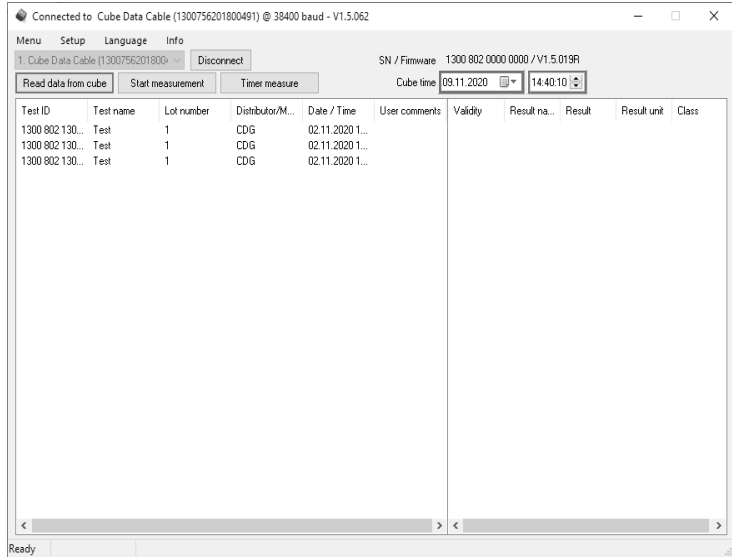 Connected to Cube Data Cable (1300756201800491) @ 38400 baud - V1.5.062
Menu Setup Language Info
1. Cube Data Cable (1300756201800 Disconnect SN / Firmware 1300 802 0000 0000 / V1.5.019R
Read data from cube Start measurement Timer measure Cube time 09.11.2020 14:40:10
Test ID Test name Lot number Distributor/M... Date / Time User comments Validity Result na... Result Result unit Class
1300 802 130... Test 1 CDG 02.11.2020 1...
1300 802 130... Test 1 CDG 02.11.2020 1...
1300 802 130... Test 1 CDG 02.11.2020 1...
Ready